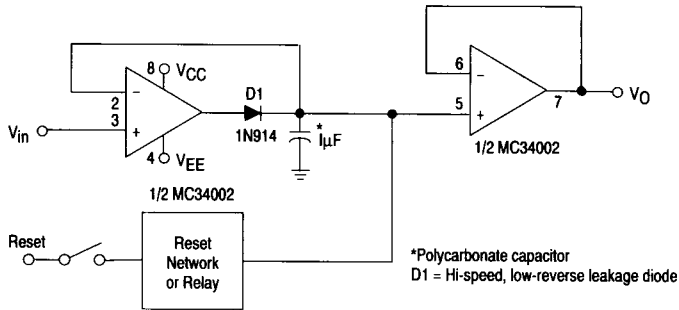 8
VCC
2
3
4
VEE
Vin
−
+
D1
1N914
*
1µF
1/2 MC34002
6
5
7
−
+
VO
1/2 MC34002
Reset
Reset
Network
or Relay
*Polycarbonate capacitor
D1 = Hi-speed, low-reverse leakage diode